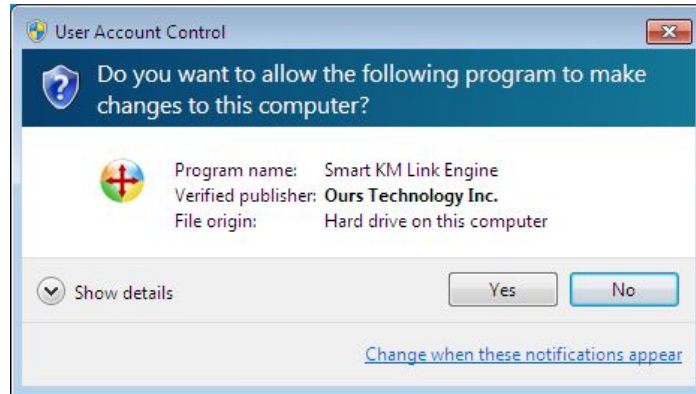 User Account Control
Do you want to allow the following program to make
changes to this computer?
Program name: Smart KM Link Engine
Verified publisher: Ours Technology Inc.
File origin: Hard drive on this computer
Show details
Yes
No
Change when these notifications appear